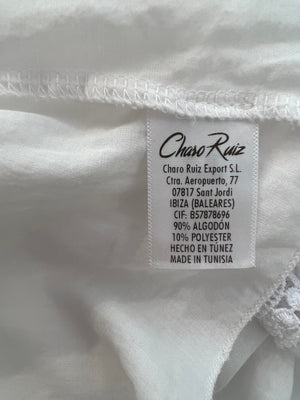 Charo Ruiz
Charo Ruiz Export S.L.
Ctra. Aeropuerto, 77
07817 Sant Jordi
IBIZA (BALEARES)
CIF: B57878696
90% ALGODÓN
10% POLYESTER
HECHO EN TÚNEZ
MADE IN TUNISIA